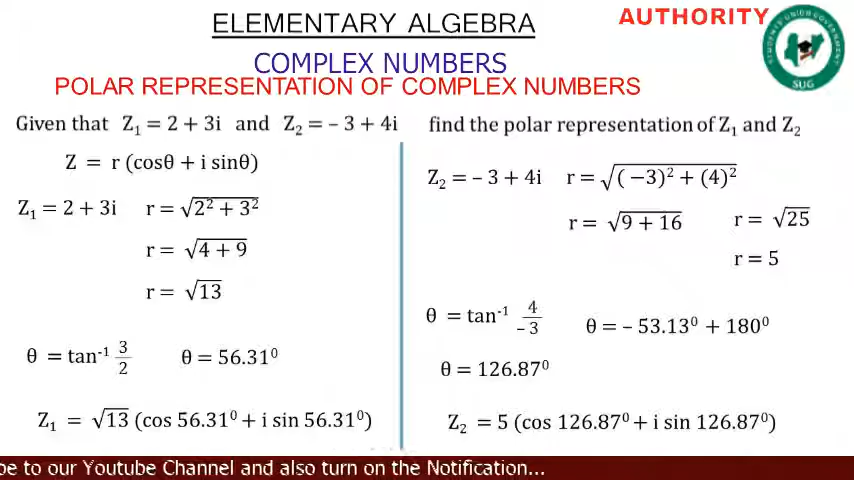 ELEMENTARY ALGEBRA
AUTHORITY
COMPLEX NUMBERS
POLAR REPRESENTATION OF COMPLEX NUMBERS
STUDENTS UNION GOVERNMENT
SUG
Given that Z₁ = 2 + 3i and Z₂ = – 3 + 4i find the polar representation of Z₁ and Z₂
Z = r (cosθ + i sinθ)
Z₁ = 2 + 3i r = √(2² + 3²)
r = √(4 + 9)
r = √13
θ = tan⁻¹ 3/2 θ = 56.31⁰
Z₁ = √13 (cos 56.31⁰ + i sin 56.31⁰)
Z₂ = – 3 + 4i r = √((–3)² + (4)²)
r = √(9 + 16) r = √25
r = 5
θ = tan⁻¹ 4/–3 θ = – 53.13⁰ + 180⁰
θ = 126.87⁰
Z₂ = 5 (cos 126.87⁰ + i sin 126.87⁰)
be to our Youtube Channel and also turn on the Notification...